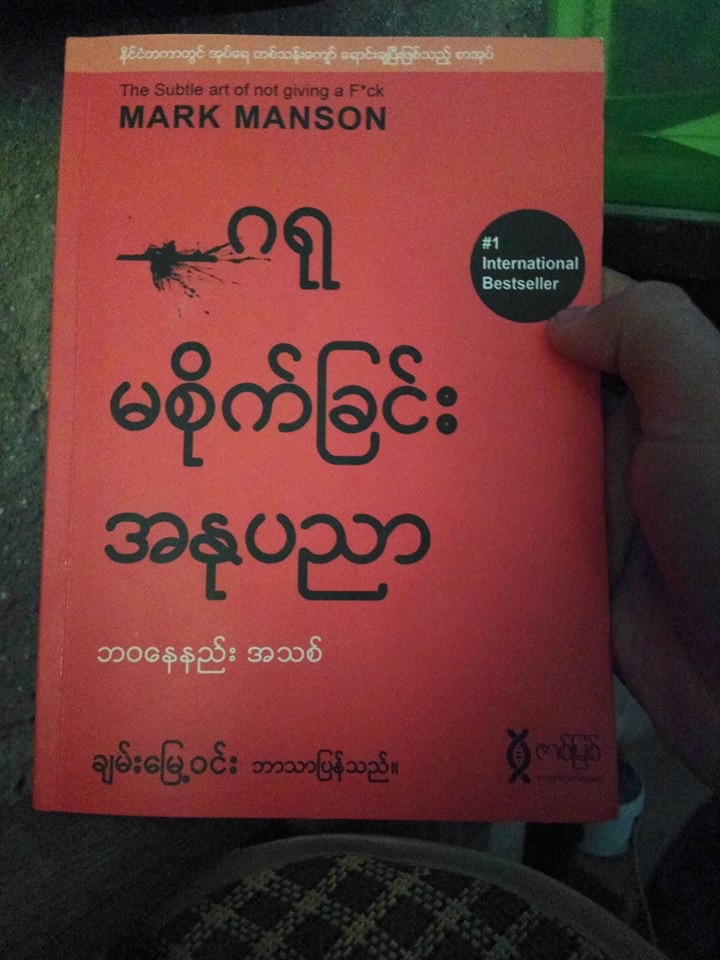 နိုင်ငံတကာတွင် အုပ်ရေ တစ်သန်းကျော် ရောင်းချပြီးဖြစ်သည့် စာအုပ်
The Subtle art of not giving a F*ck
MARK MANSON
ဂရု
#1
International
Bestseller
မစိုက်ခြင်း
အနုပညာ
ဘဝနေနည်း အသစ်
ချမ်းမြေ့ဝင်း ဘာသာပြန်သည်။